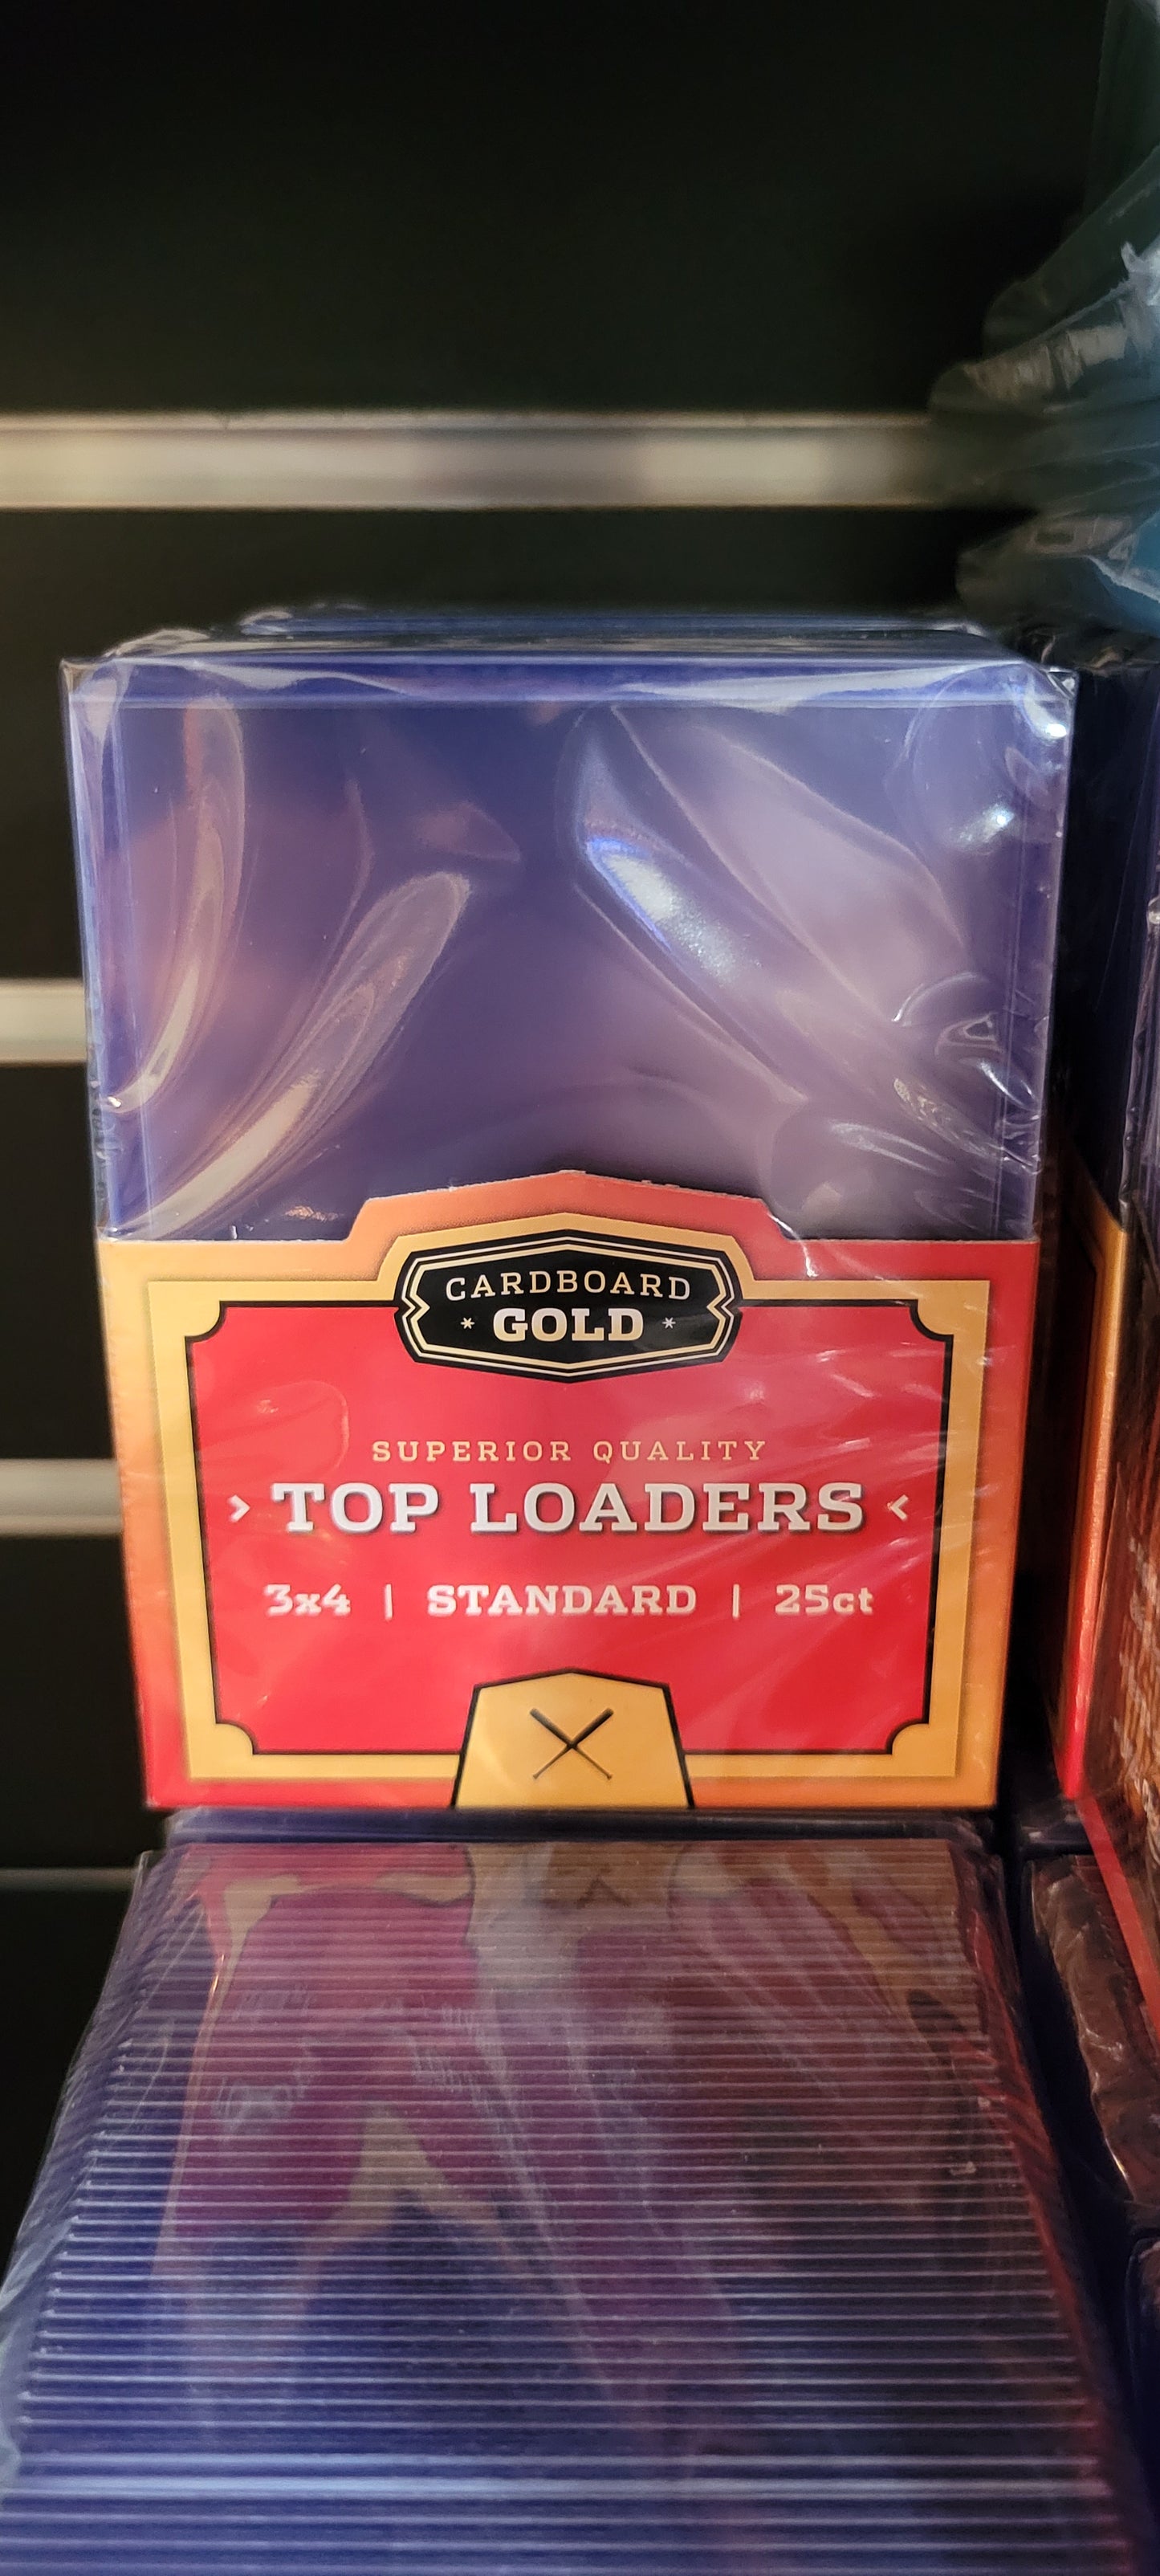 CARDBOARD
* GOLD *
SUPERIOR QUALITY
> TOP LOADERS <
3x4 | STANDARD | 25ct